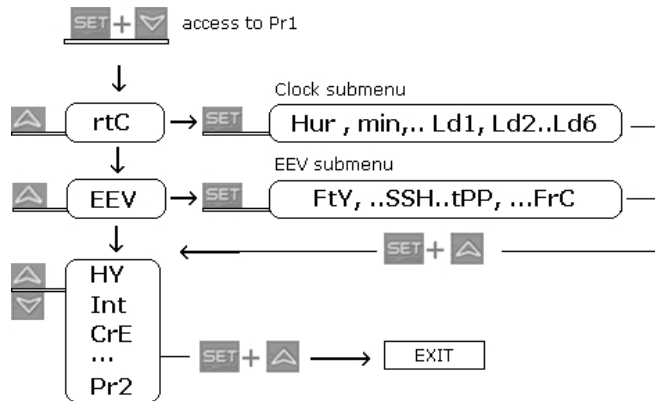 SET + access to Pr1
Clock submenu
rtC SET Hur , min,.. Ld1, Ld2..Ld6
EEV submenu
EEV SET FtY, ..SSH..tPP, ...FrC
SET +
HY
Int
CrE
...
Pr2
SET + EXIT